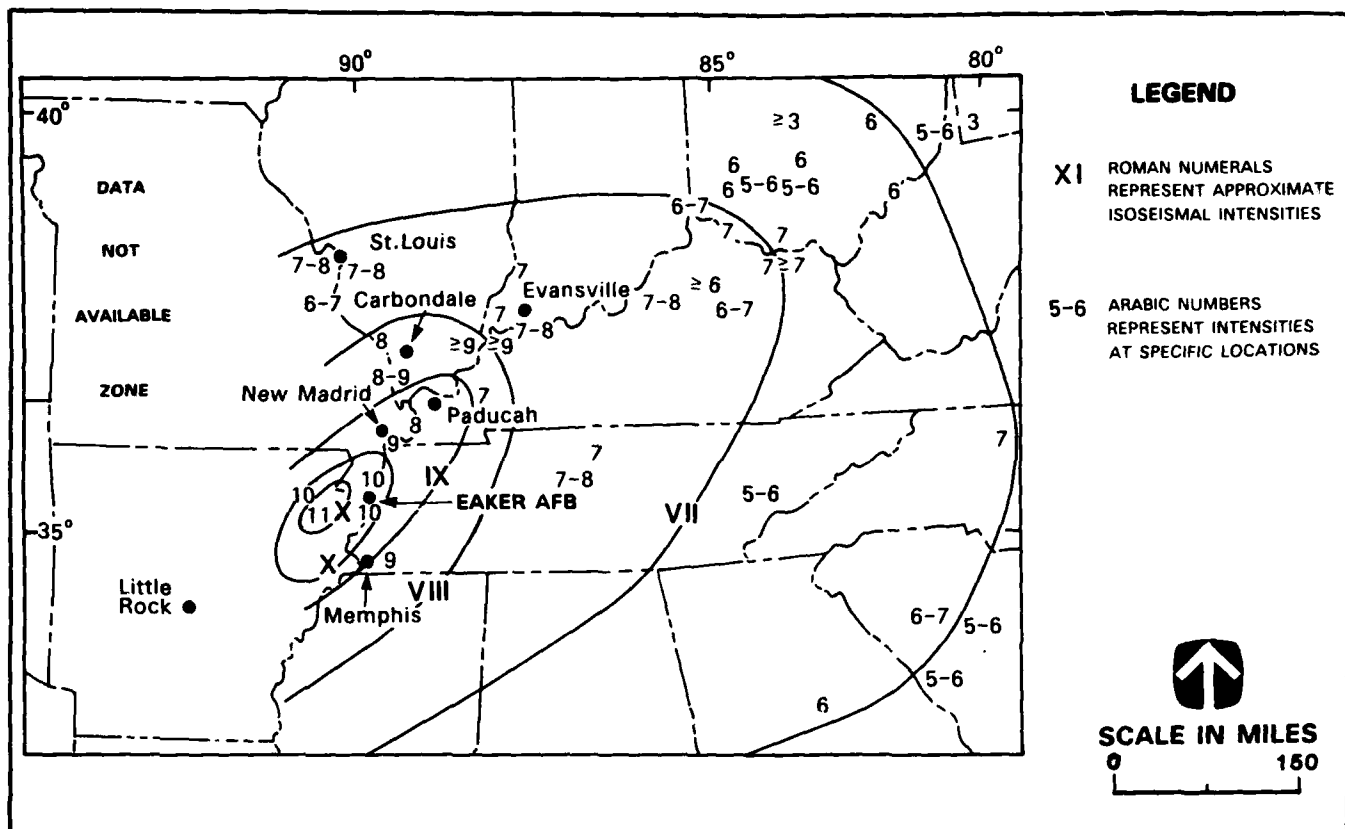 90° 85° 80°
40°
LEGEND
≥3 6 5-6 3
DATA
6 6
XI ROMAN NUMERALS
REPRESENT APPROXIMATE
ISOSEISMAL INTENSITIES
6 5-6 5-6
6
6-7
NOT
St.Louis
7 7
7-8 7-8
7 7 ≥7
6-7
Carbondale
Evansville
7-8 ≥6
6-7
5-6 ARABIC NUMBERS
REPRESENT INTENSITIES
AT SPECIFIC LOCATIONS
AVAILABLE
7 7-8
8
≥9 ≥9
ZONE
8-9
New Madrid
7
Paducah
8
9
7
7
7-8
IX
10 10
EAKER AFB
5-6
11 X 10
VII
35°
X
9
Little
Rock
VIII
Memphis
6-7 5-6
5-6
6
SCALE IN MILES
0 150